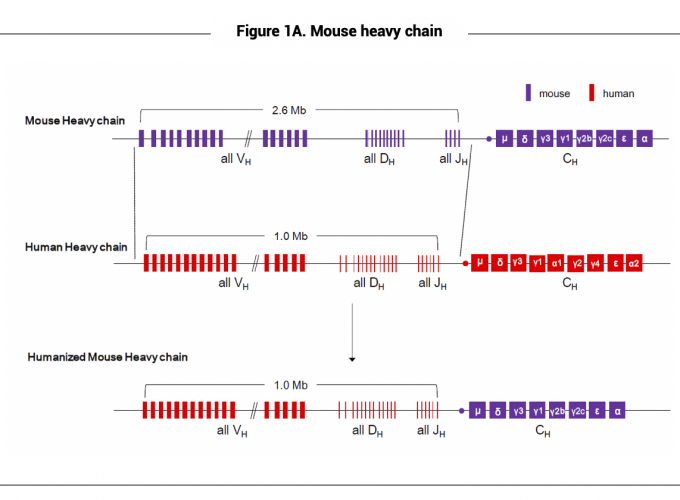 Figure 1A. Mouse heavy chain
mouse human
2.6 Mb
Mouse Heavy chain
μ δ γ3 γ1 γ2b γ2c ε α
all VH all DH all JH CH
1.0 Mb
Human Heavy chain
μ δ γ3 γ1 α1 γ2 γ4 ε α2
all VH all DH all JH CH
Humanized Mouse Heavy chain
1.0 Mb
μ δ γ3 γ1 γ2b γ2c ε α
all VH all DH all JH CH